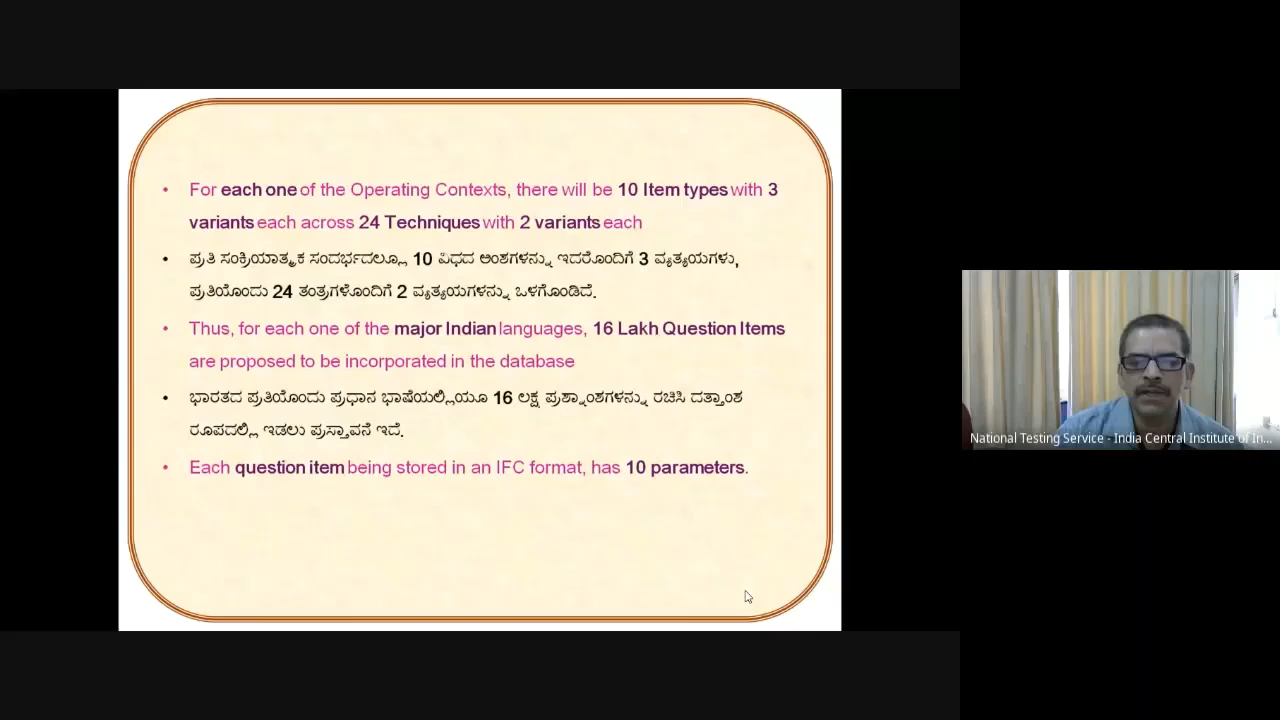 • For each one of the Operating Contexts, there will be 10 Item types with 3
variants each across 24 Techniques with 2 variants each
• ಪ್ರತಿ ಸಂಕ್ರಿಯಾತ್ಮಕ ಸಂದರ್ಭದಲ್ಲೂ 10 ವಿಧದ ಅಂಶಗಳನ್ನು ಇದರೊಂದಿಗೆ 3 ವ್ಯತ್ಯಯಗಳು,
ಪ್ರತಿಯೊಂದು 24 ತಂತ್ರಗಳೊಂದಿಗೆ 2 ವ್ಯತ್ಯಯಗಳನ್ನು ಒಳಗೊಂಡಿದೆ.
• Thus, for each one of the major Indian languages, 16 Lakh Question Items
are proposed to be incorporated in the database
• ಭಾರತದ ಪ್ರತಿಯೊಂದು ಪ್ರಧಾನ ಭಾಷೆಯಲ್ಲಿಯೂ 16 ಲಕ್ಷ ಪ್ರಶ್ನಾಂಶಗಳನ್ನು ರಚಿಸಿ ದತ್ತಾಂಶ
ರೂಪದಲ್ಲಿ ಇಡಲು ಪ್ರಸ್ತಾವನೆ ಇದೆ.
• Each question item being stored in an IFC format, has 10 parameters.
National Testing Service - India Central Institute of In...